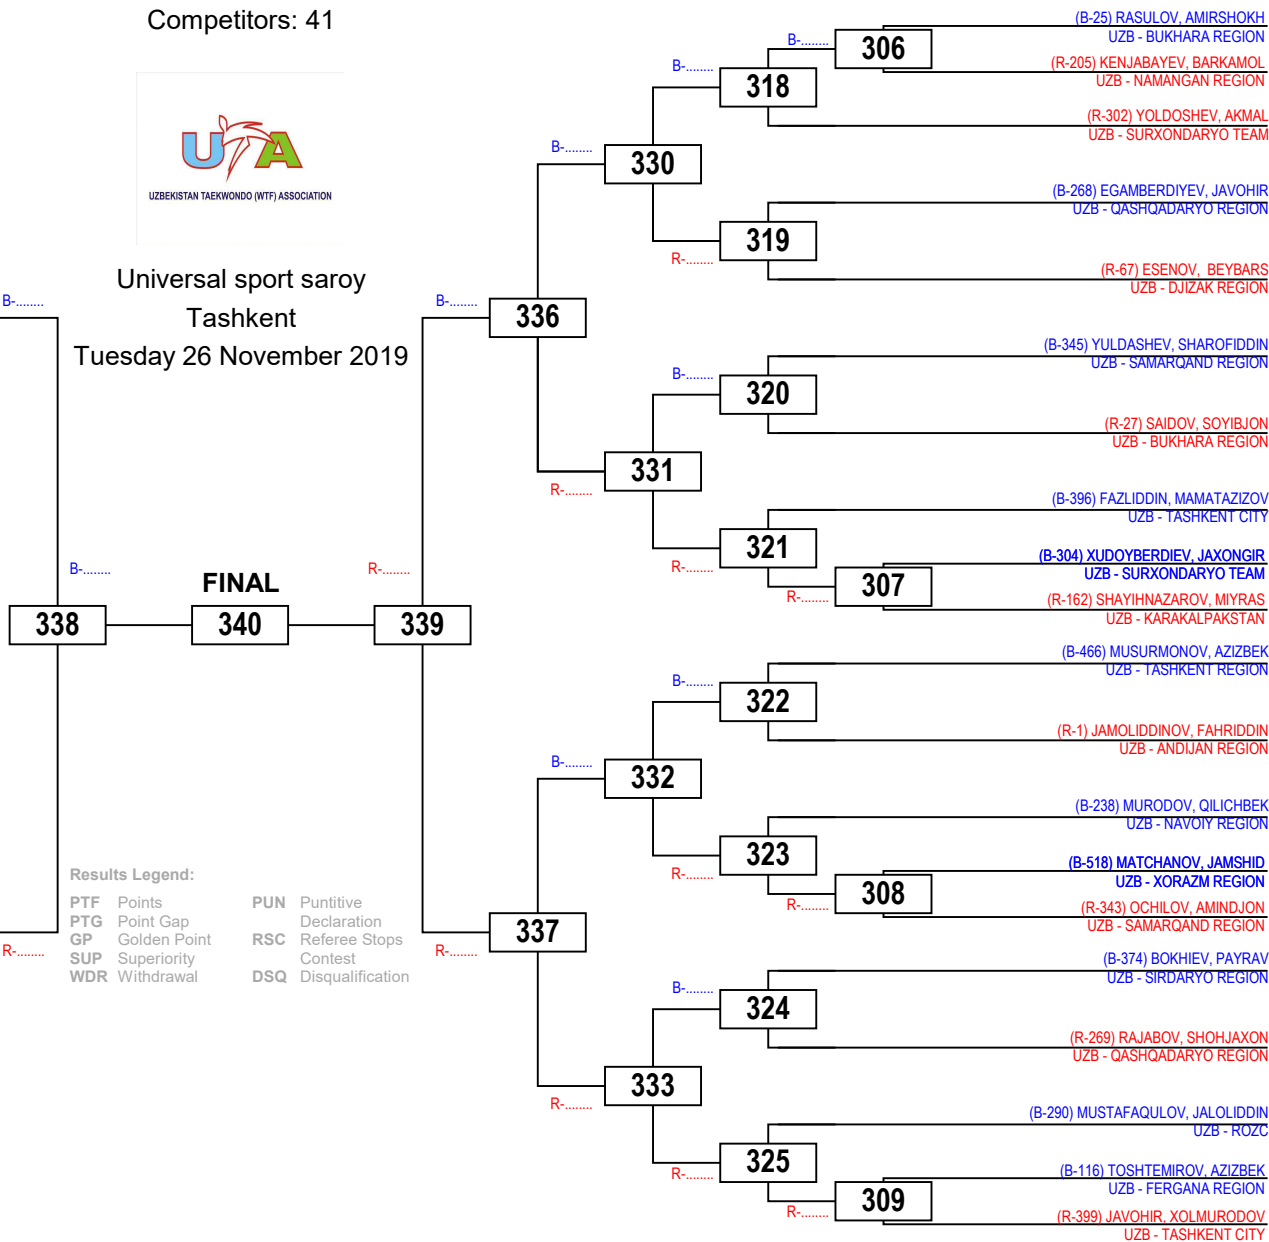 Competitors: 41
UTA
UZBEKISTAN TAEKWONDO (WTF) ASSOCIATION
Universal sport saroy
Tashkent
Tuesday 26 November 2019
B-........
R-........
B-........
338
FINAL
340
R-........
339
B-........
336
R-........
337
B-........
330
R-........
331
B-........
332
R-........
333
B-........
318
R-........
319
B-........
320
R-........
321
B-........
322
R-........
323
B-........
324
R-........
325
B-........
306
R-........
307
R-........
308
R-........
309
(B-25) RASULOV, AMIRSHOKH
UZB - BUKHARA REGION
(R-205) KENJABAYEV, BARKAMOL
UZB - NAMANGAN REGION
(R-302) YOLDOSHEV, AKMAL
UZB - SURXONDARYO TEAM
(B-268) EGAMBERDIYEV, JAVOHIR
UZB - QASHQADARYO REGION
(R-67) ESENOV, BEYBARS
UZB - DJIZAK REGION
(B-345) YULDASHEV, SHAROFIDDIN
UZB - SAMARQAND REGION
(R-27) SAIDOV, SOYIBJON
UZB - BUKHARA REGION
(B-396) FAZLIDDIN, MAMATAZIZOV
UZB - TASHKENT CITY
(B-304) XUDOYBERDIEV, JAXONGIR
UZB - SURXONDARYO TEAM
(R-162) SHAYIHNAZAROV, MIYRAS
UZB - KARAKALPAKSTAN
(B-466) MUSURMONOV, AZIZBEK
UZB - TASHKENT REGION
(R-1) JAMOLIDDINOV, FAHRIDDIN
UZB - ANDIJAN REGION
(B-238) MURODOV, QILICHBEK
UZB - NAVOIY REGION
(B-518) MATCHANOV, JAMSHID
UZB - XORAZM REGION
(R-343) OCHILOV, AMINDJON
UZB - SAMARQAND REGION
(B-374) BOKHIEV, PAYRAV
UZB - SIRDARYO REGION
(R-269) RAJABOV, SHOHJAXON
UZB - QASHQADARYO REGION
(B-290) MUSTAFAQULOV, JALOLIDDIN
UZB - ROZC
(B-116) TOSHTEMIROV, AZIZBEK
UZB - FERGANA REGION
(R-399) JAVOHIR, XOLMURODOV
UZB - TASHKENT CITY
Results Legend:
PTF Points
PTG Point Gap
GP Golden Point
SUP Superiority
WDR Withdrawal
PUN Puntitive
Declaration
RSC Referee Stops
Contest
DSQ Disqualification